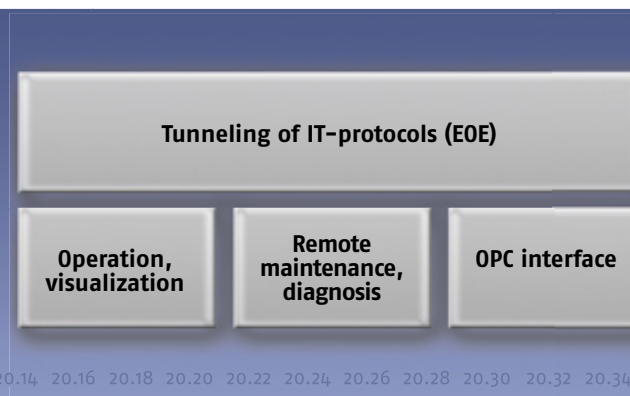 Tunneling of IT-protocols (EOE)
Operation,
visualization
Remote
maintenance,
diagnosis
OPC interface
20.14 20.16 20.18 20.20 20.22 20.24 20.26 20.28 20.30 20.32 20.34